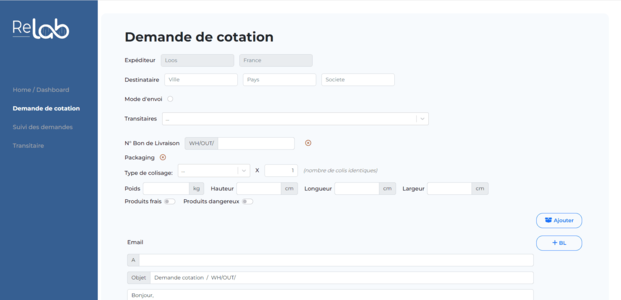 Relab
Demande de cotation
Expéditeur Loos France
Home / Dashboard
Destinataire Ville Pays Societe
Demande de cotation
Mode d'envoi
Suivi des demandes
Transitaires ...
Transitaire
N° Bon de Livraison WH/OUT/
Packaging
Type de colisage: ... X 1 (nombre de colis identiques)
Poids kg Hauteur cm Longueur cm Largeur cm
Produits frais Produits dangereux
Ajouter
Email
+ BL
A
Objet Demande cotation / WH/OUT/
Bonjour,